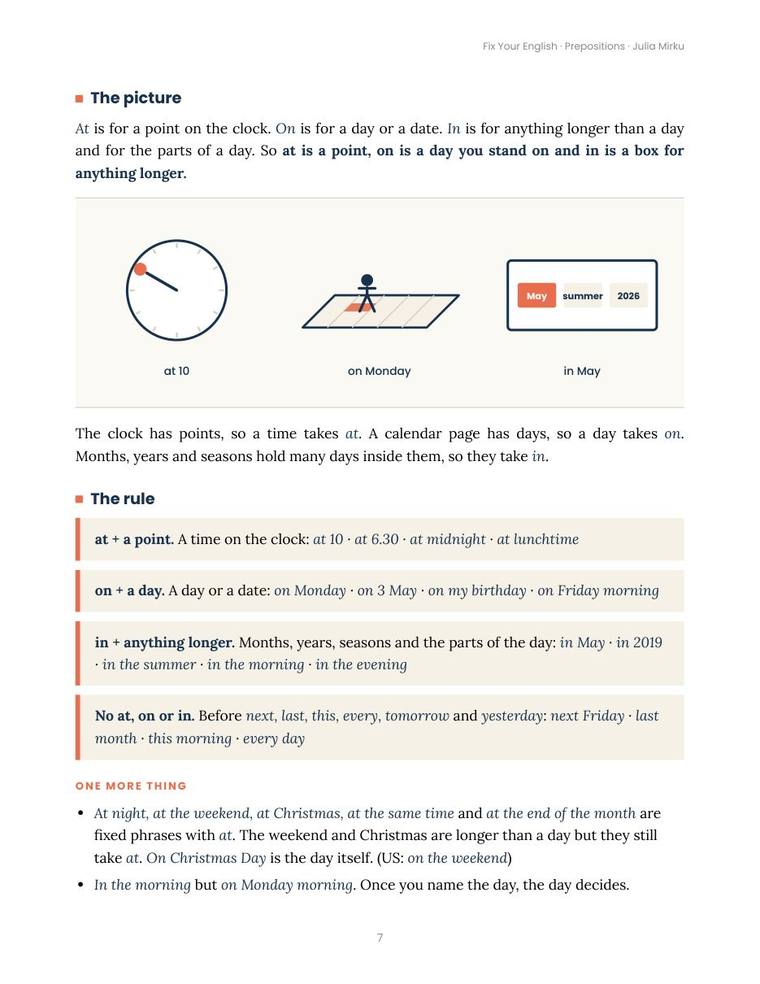 Fix Your English · Prepositions · Julia Mirku
The picture
At is for a point on the clock. On is for a day or a date. In is for anything longer than a day
and for the parts of a day. So at is a point, on is a day you stand on and in is a box for
anything longer.
May summer 2026
at 10 on Monday in May
The clock has points, so a time takes at. A calendar page has days, so a day takes on.
Months, years and seasons hold many days inside them, so they take in.
The rule
at + a point. A time on the clock: at 10 · at 6.30 · at midnight · at lunchtime
on + a day. A day or a date: on Monday · on 3 May · on my birthday · on Friday morning
in + anything longer. Months, years, seasons and the parts of the day: in May · in 2019
· in the summer · in the morning · in the evening
No at, on or in. Before next, last, this, every, tomorrow and yesterday: next Friday · last
month · this morning · every day
ONE MORE THING
• At night, at the weekend, at Christmas, at the same time and at the end of the month are
fixed phrases with at. The weekend and Christmas are longer than a day but they still
take at. On Christmas Day is the day itself. (US: on the weekend)
• In the morning but on Monday morning. Once you name the day, the day decides.
7